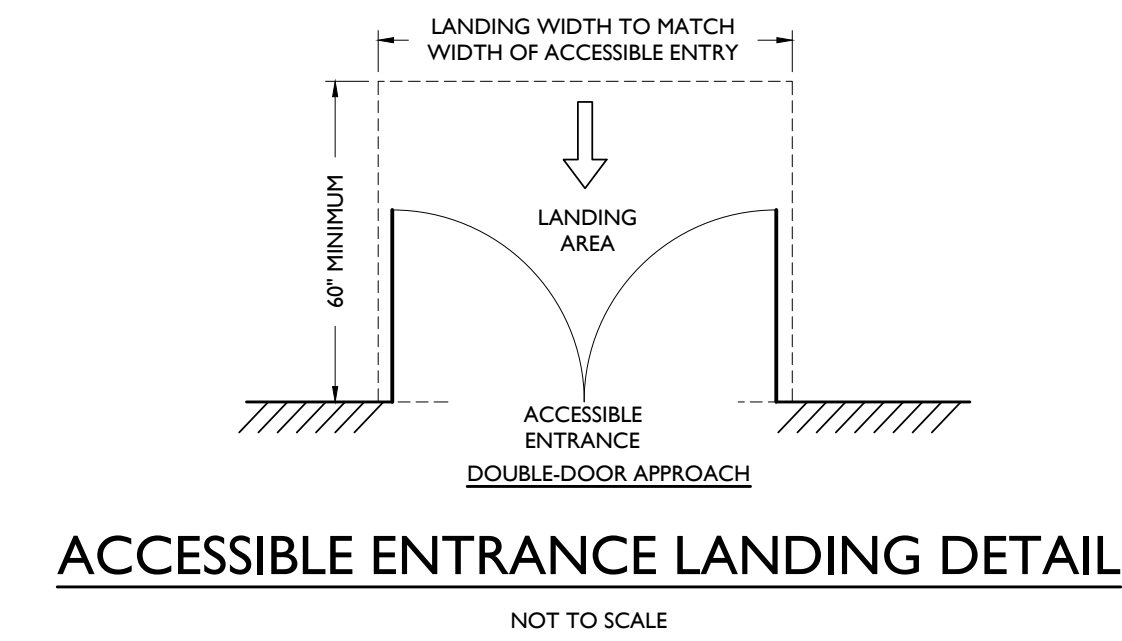 LANDING WIDTH TO MATCH
WIDTH OF ACCESSIBLE ENTRY
60" MINIMUM
LANDING
AREA
ACCESSIBLE
ENTRANCE
DOUBLE-DOOR APPROACH
ACCESSIBLE ENTRANCE LANDING DETAIL
NOT TO SCALE